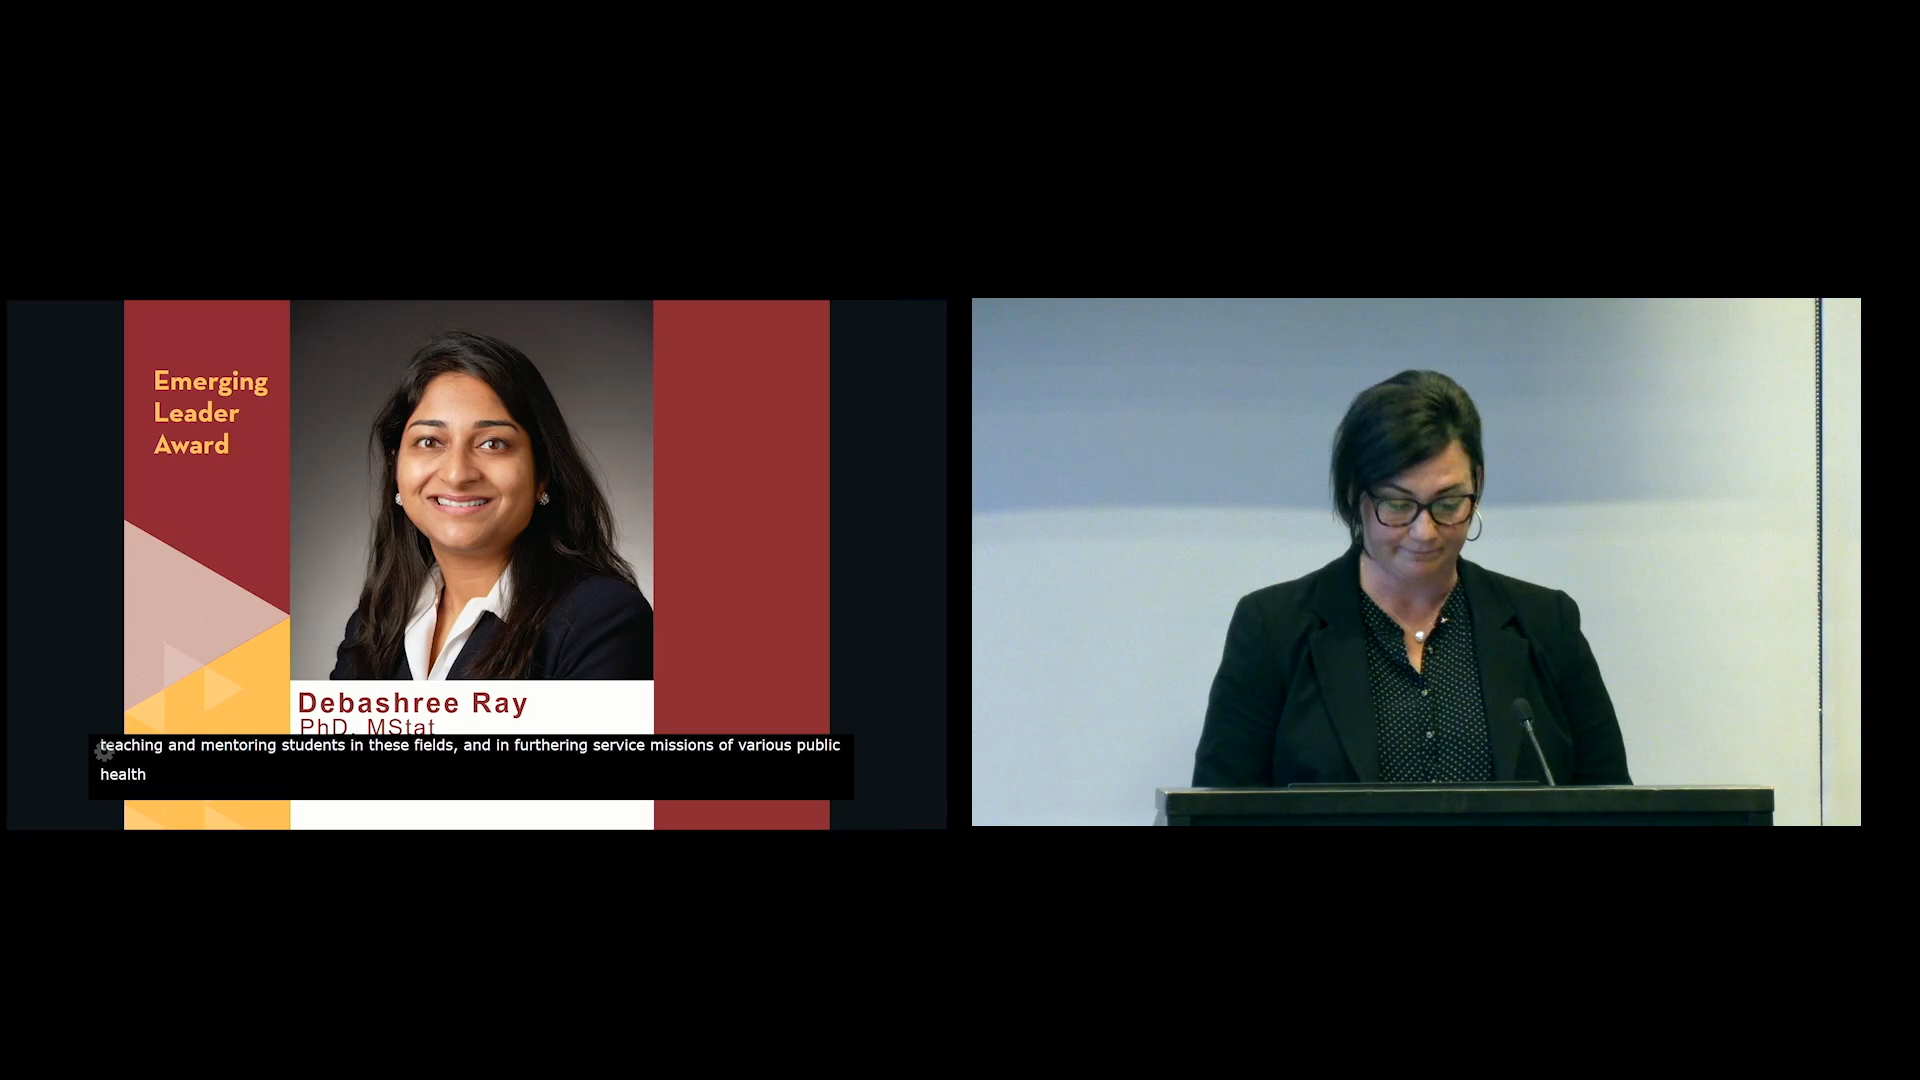 Emerging
Leader
Award
Debashree Ray
PhD, MStat
teaching and mentoring students in these fields, and in furthering service missions of various public
health